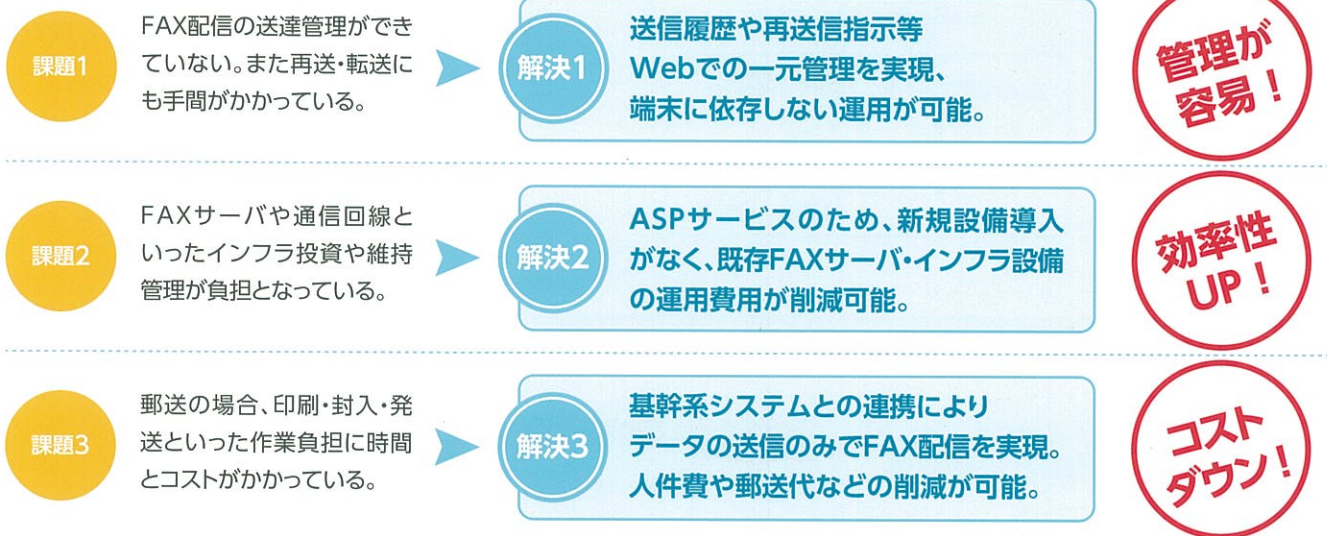 課題1
FAX配信の送達管理ができ
ていない。また再送・転送に
も手間がかかっている。
解決1
送信履歴や再送信指示等
Webでの一元管理を実現、
端末に依存しない運用が可能。
管理が
容易！
課題2
FAXサーバや通信回線と
いったインフラ投資や維持
管理が負担となっている。
解決2
ASPサービスのため、新規設備導入
がなく、既存FAXサーバ・インフラ設備
の運用費用が削減可能。
効率性
UP！
課題3
郵送の場合、印刷・封入・発
送といった作業負担に時間
とコストがかかっている。
解決3
基幹系システムとの連携により
データの送信のみでFAX配信を実現。
人件費や郵送代などの削減が可能。
コスト
ダウン！